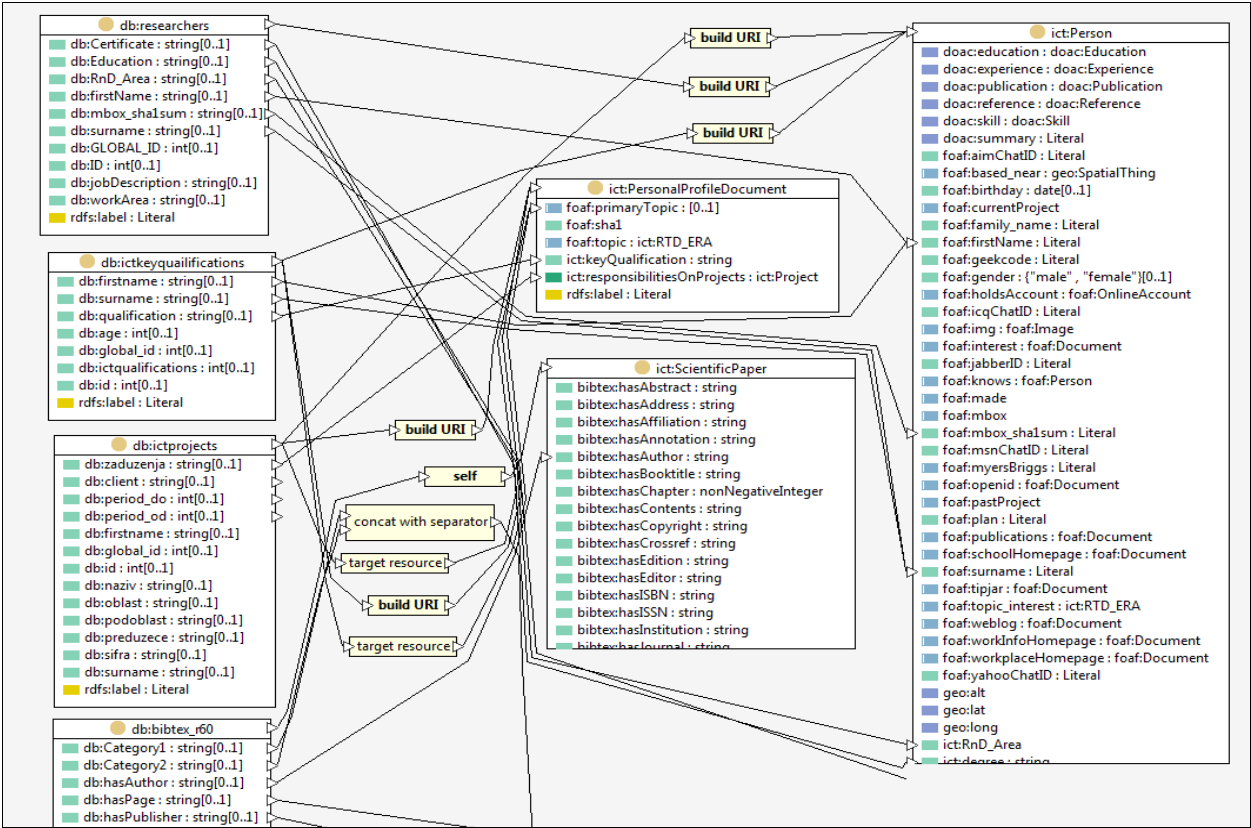 db:researchers
db:Certificate : string[0..1]
db:Education : string[0..1]
db:RnD_Area : string[0..1]
db:firstName : string[0..1]
db:mbox_sha1sum : string[0..1]
db:surname : string[0..1]
db:GLOBAL_ID : int[0..1]
db:ID : int[0..1]
db:jobDescription : string[0..1]
db:workArea : string[0..1]
rdfs:label : Literal
db:ictkeyquailifications
db:firstname : string[0..1]
db:surname : string[0..1]
db:qualification : string[0..1]
db:age : int[0..1]
db:global_id : int[0..1]
db:ictqualifications : int[0..1]
db:id : int[0..1]
rdfs:label : Literal
db:ictprojects
db:zaduzenja : string[0..1]
db:client : string[0..1]
db:period_do : int[0..1]
db:period_od : int[0..1]
db:firstname : string[0..1]
db:global_id : int[0..1]
db:id : int[0..1]
db:naziv : string[0..1]
db:oblast : string[0..1]
db:podoblast : string[0..1]
db:preduzece : string[0..1]
db:sifra : string[0..1]
db:surname : string[0..1]
rdfs:label : Literal
db:bibtex_r60
db:Category1 : string[0..1]
db:Category2 : string[0..1]
db:hasAuthor : string[0..1]
db:hasPage : string[0..1]
db:hasPublisher : string[0..1]
build URI
build URI
build URI
build URI
self
concat with separator
target resource
build URI
target resource
ict:PersonalProfileDocument
foaf:primaryTopic : [0..1]
foaf:sha1
foaf:topic : ict:RTD_ERA
ict:keyQualification : string
ict:responsibilitiesOnProjects : ict:Project
rdfs:label : Literal
ict:ScientificPaper
bibtex:hasAbstract : string
bibtex:hasAddress : string
bibtex:hasAffiliation : string
bibtex:hasAnnotation : string
bibtex:hasAuthor : string
bibtex:hasBooktitle : string
bibtex:hasChapter : nonNegativeInteger
bibtex:hasContents : string
bibtex:hasCopyright : string
bibtex:hasCrossref : string
bibtex:hasEdition : string
bibtex:hasEditor : string
bibtex:hasISBN : string
bibtex:hasISSN : string
bibtex:hasInstitution : string
bibtex:hasJournal : string
ict:Person
doac:education : doac:Education
doac:experience : doac:Experience
doac:publication : doac:Publication
doac:reference : doac:Reference
doac:skill : doac:Skill
doac:summary : Literal
foaf:aimChatID : Literal
foaf:based_near : geo:SpatialThing
foaf:birthday : date[0..1]
foaf:currentProject
foaf:family_name : Literal
foaf:firstName : Literal
foaf:geekcode : Literal
foaf:gender : {"male" , "female"}[0..1]
foaf:holdsAccount : foaf:OnlineAccount
foaf:icqChatID : Literal
foaf:img : foaf:Image
foaf:interest : foaf:Document
foaf:jabberID : Literal
foaf:knows : foaf:Person
foaf:made
foaf:mbox
foaf:mbox_sha1sum : Literal
foaf:msnChatID : Literal
foaf:myersBriggs : Literal
foaf:openid : foaf:Document
foaf:pastProject
foaf:plan : Literal
foaf:publications : foaf:Document
foaf:schoolHomepage : foaf:Document
foaf:surname : Literal
foaf:tipjar : foaf:Document
foaf:topic_interest : ict:RTD_ERA
foaf:weblog : foaf:Document
foaf:workInfoHomepage : foaf:Document
foaf:workplaceHomepage : foaf:Document
foaf:yahooChatID : Literal
geo:alt
geo:lat
geo:long
ict:RnD_Area
ict:degree : string